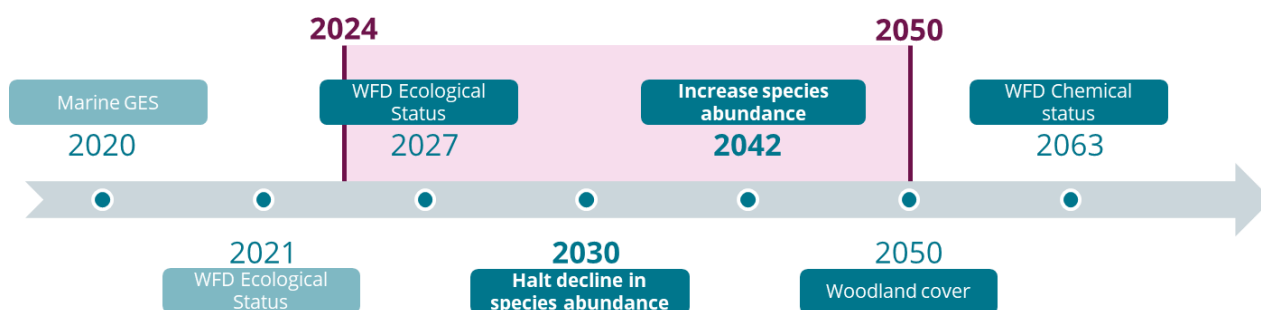 2024
2050
Marine GES
2020
WFD Ecological
Status
2027
Increase species
abundance
2042
WFD Chemical
status
2063
2021
WFD Ecological
Status
2030
Halt decline in
species abundance
2050
Woodland cover